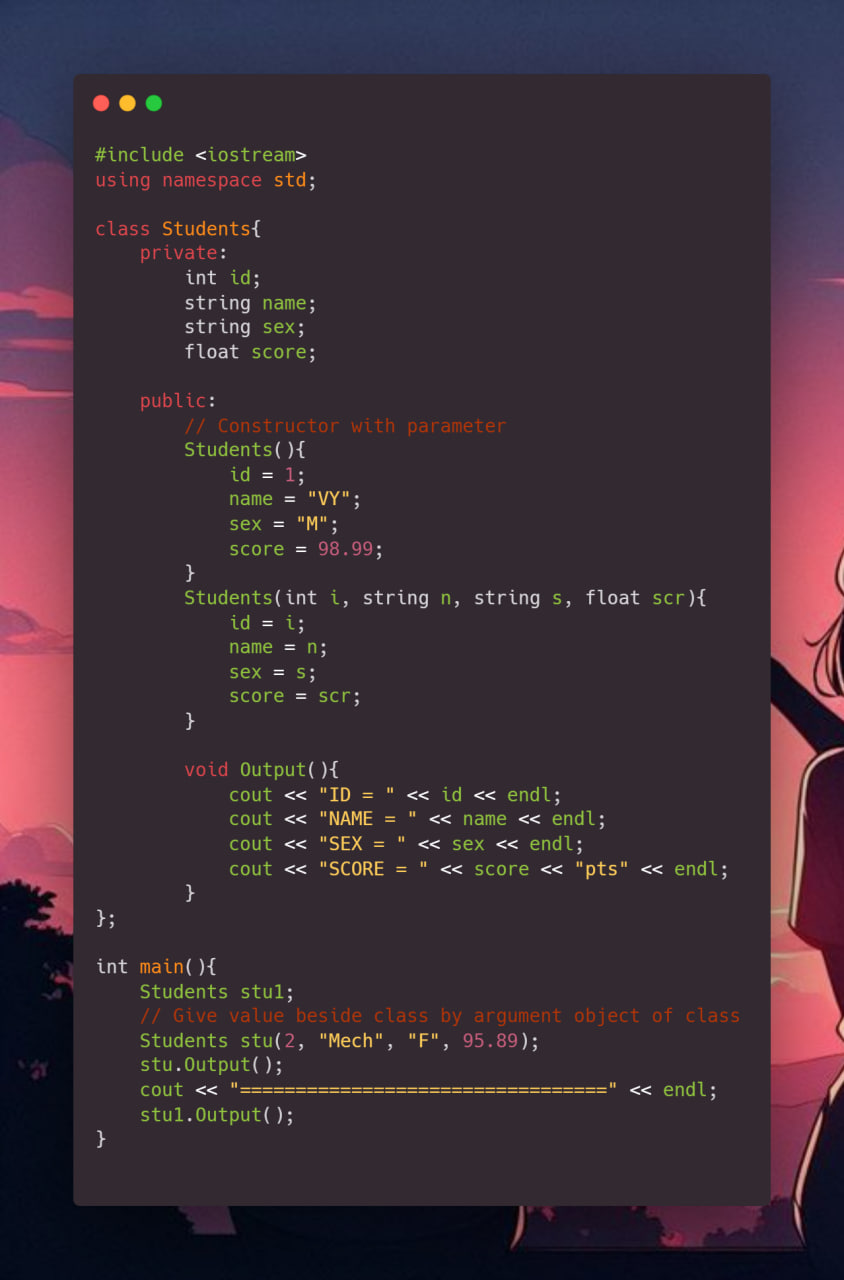 #include <iostream>
using namespace std;

class Students{
    private:
        int id;
        string name;
        string sex;
        float score;

    public:
        // Constructor with parameter
        Students(){
            id = 1;
            name = "VY";
            sex = "M";
            score = 98.99;
        }
        Students(int i, string n, string s, float scr){
            id = i;
            name = n;
            sex = s;
            score = scr;
        }

        void Output(){
            cout << "ID = " << id << endl;
            cout << "NAME = " << name << endl;
            cout << "SEX = " << sex << endl;
            cout << "SCORE = " << score << "pts" << endl;
        }
};

int main(){
    Students stu1;
    // Give value beside class by argument object of class
    Students stu(2, "Mech", "F", 95.89);
    stu.Output();
    cout << "=================================" << endl;
    stu1.Output();
}